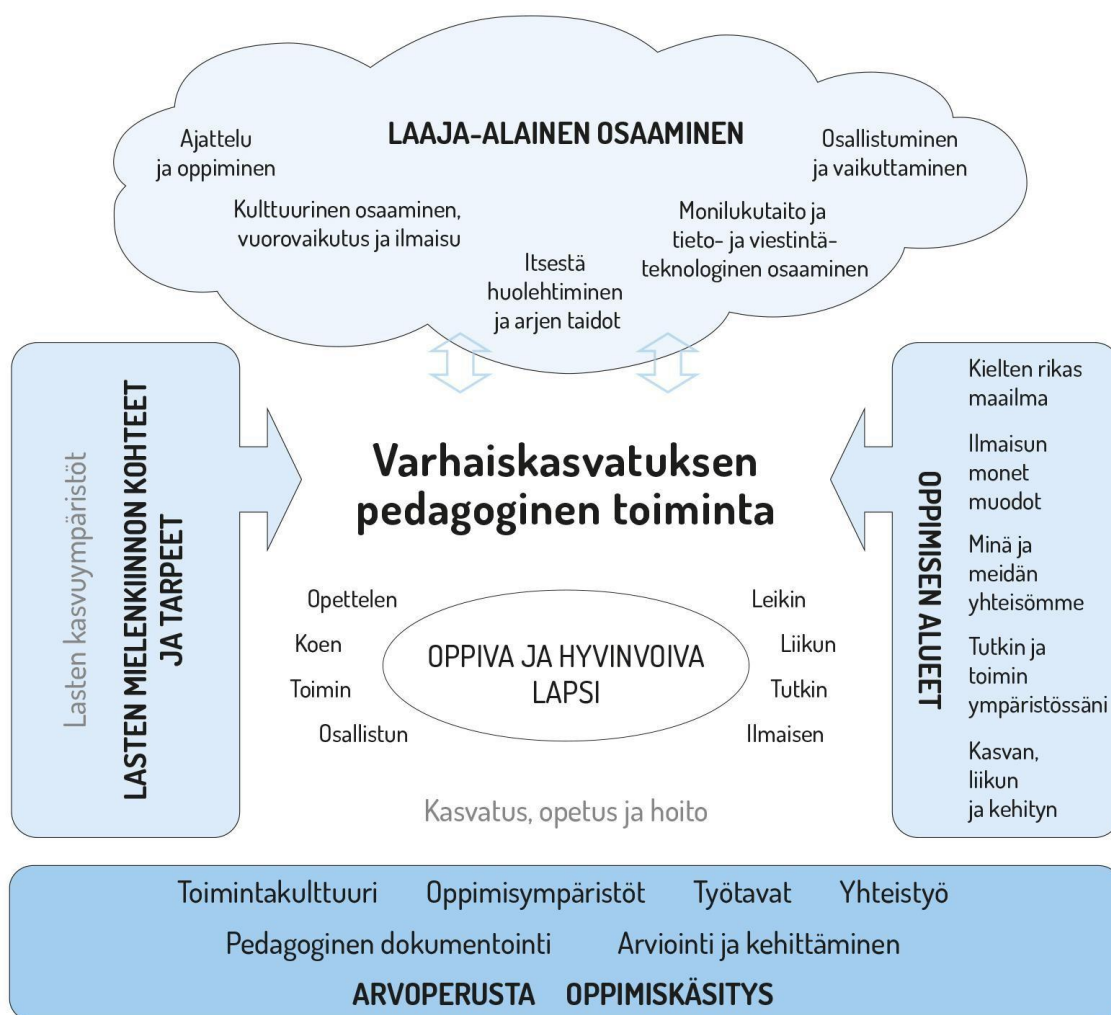 LAAJA-ALAINEN OSAAMINEN
Ajattelu
ja oppiminen
Kulttuurinen osaaminen,
vuorovaikutus ja ilmaisu
Itsestä
huolehtiminen
ja arjen taidot
Monilukutaito ja
tieto- ja viestintä-
teknologinen osaaminen
Osallistuminen
ja vaikuttaminen
Lasten kasvuympäristöt
LASTEN MIELENKIINNON KOHTEET
JA TARPEET
Varhaiskasvatuksen
pedagoginen toiminta
Opettelen
Koen
Toimin
Osallistun
OPPIVA JA HYVINVOIVA
LAPSI
Leikin
Liikun
Tutkin
Ilmaisen
Kasvatus, opetus ja hoito
OPPIMISEN ALUEET
Kielten rikas
maailma
Ilmaisun
monet
muodot
Minä ja
meidän
yhteisömme
Tutkin ja
toimin
ympäristössäni
Kasvan,
liikun
ja kehityn
Toimintakulttuuri Oppimisympäristöt Työtavat Yhteistyö
Pedagoginen dokumentointi Arviointi ja kehittäminen
ARVOPERUSTA OPPIMISKÄSITYS